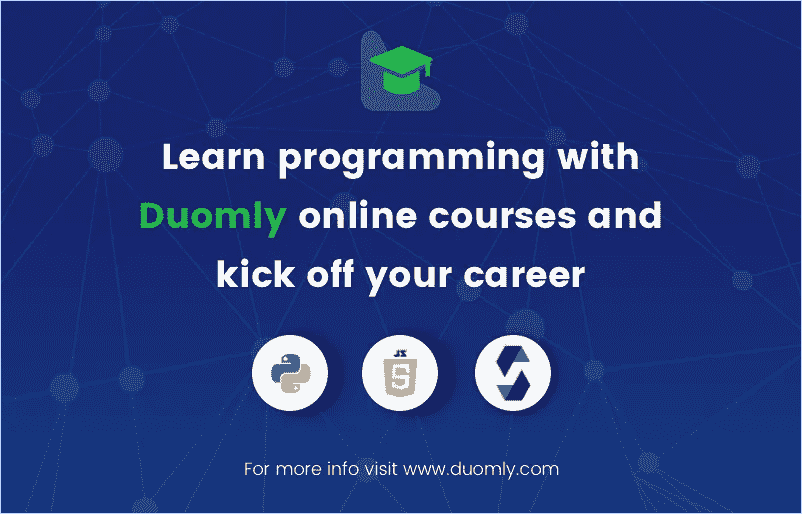 Learn programming with
Duomly online courses and
kick off your career
JS
For more info visit www.duomly.com